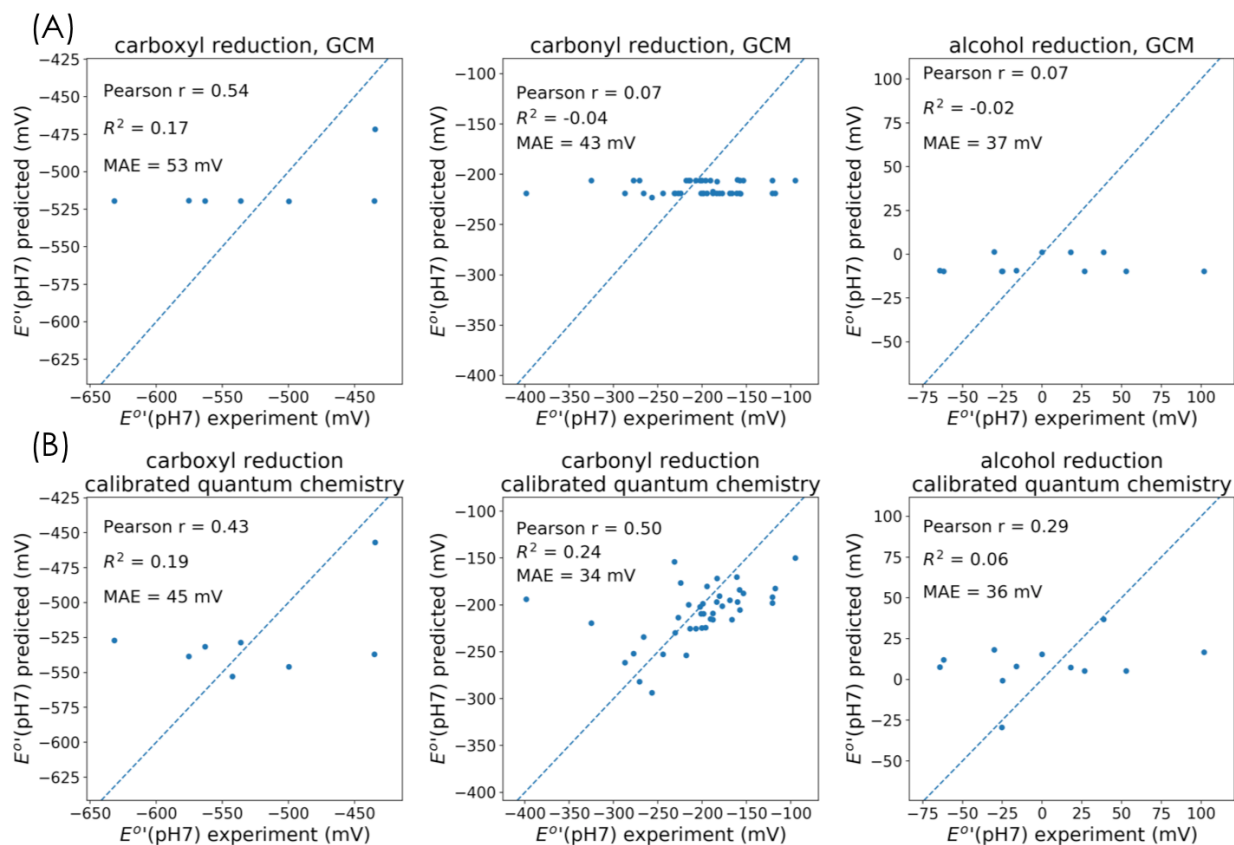 (A)
carboxyl reduction, GCM
Pearson r = 0.54
R² = 0.17
MAE = 53 mV
E°'(pH7) predicted (mV)
−425
−450
−475
−500
−525
−550
−575
−600
−625
−650
−600
−550
−500
−450
E°'(pH7) experiment (mV)
carbonyl reduction, GCM
Pearson r = 0.07
R² = -0.04
MAE = 43 mV
E°'(pH7) predicted (mV)
−100
−150
−200
−250
−300
−350
−400
−400
−350
−300
−250
−200
−150
−100
E°'(pH7) experiment (mV)
alcohol reduction, GCM
Pearson r = 0.07
R² = -0.02
MAE = 37 mV
E°'(pH7) predicted (mV)
100
75
50
25
0
−25
−50
−75
−50
−25
0
25
50
75
100
E°'(pH7) experiment (mV)
(B)
carboxyl reduction
calibrated quantum chemistry
Pearson r = 0.43
R² = 0.19
MAE = 45 mV
E°'(pH7) predicted (mV)
−425
−450
−475
−500
−525
−550
−575
−600
−625
−650
−600
−550
−500
−450
E°'(pH7) experiment (mV)
carbonyl reduction
calibrated quantum chemistry
Pearson r = 0.50
R² = 0.24
MAE = 34 mV
E°'(pH7) predicted (mV)
−100
−150
−200
−250
−300
−350
−400
−400
−350
−300
−250
−200
−150
−100
E°'(pH7) experiment (mV)
alcohol reduction
calibrated quantum chemistry
Pearson r = 0.29
R² = 0.06
MAE = 36 mV
E°'(pH7) predicted (mV)
100
75
50
25
0
−25
−50
−75
−50
−25
0
25
50
75
100
E°'(pH7) experiment (mV)